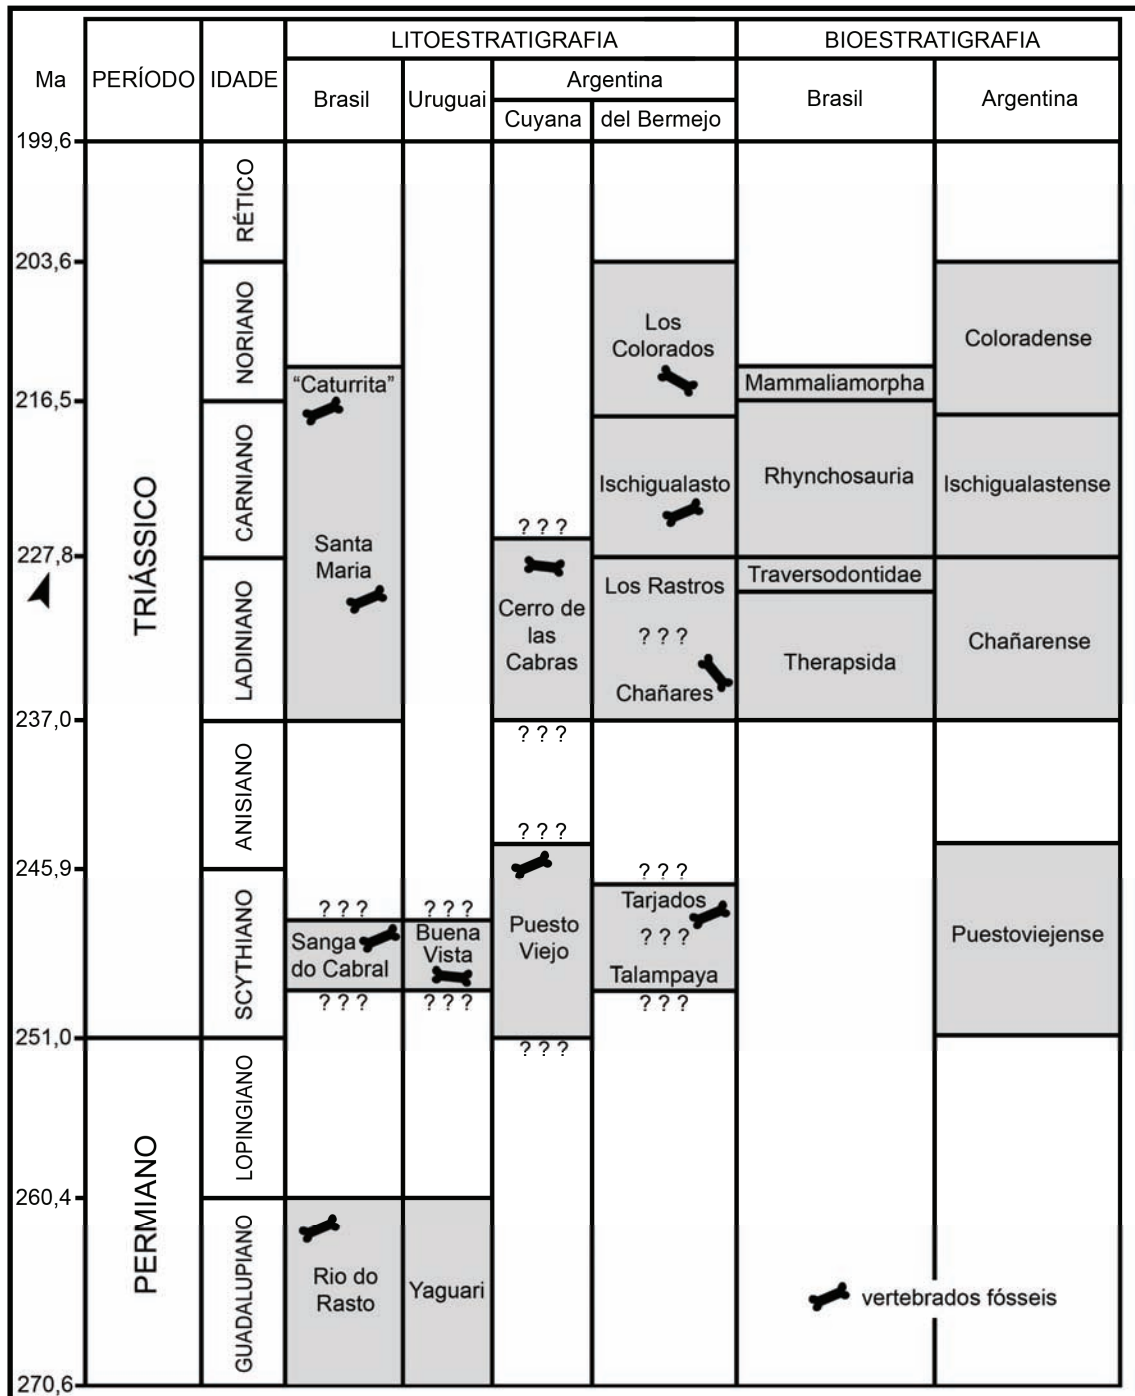 LITOESTRATIGRAFIA
BIOESTRATIGRAFIA
Ma
PERÍODO
IDADE
Brasil
Uruguai
Argentina
Cuyana
del Bermejo
Brasil
Argentina
199,6
203,6
216,5
227,8
237,0
245,9
251,0
260,4
270,6
TRIÁSSICO
PERMIANO
RÉTICO
NORIANO
CARNIANO
LADINIANO
ANISIANO
SCYTHIANO
LOPINGIANO
GUADALUPIANO
“Caturrita”
Santa
Maria
? ? ?
Sanga
do Cabral
? ? ?
Rio do
Rasto
? ? ?
Buena
Vista
? ? ?
Yaguari
? ? ?
Cerro de
las
Cabras
? ? ?
? ? ?
Puesto
Viejo
? ? ?
Los
Colorados
Ischigualasto
Los Rastros
? ? ?
Chañares
? ? ?
Tarjados
? ? ?
Talampaya
? ? ?
Mammaliamorpha
Rhynchosauria
Traversodontidae
Therapsida
Coloradense
Ischigualastense
Chañarense
Puestoviejense
vertebrados fósseis